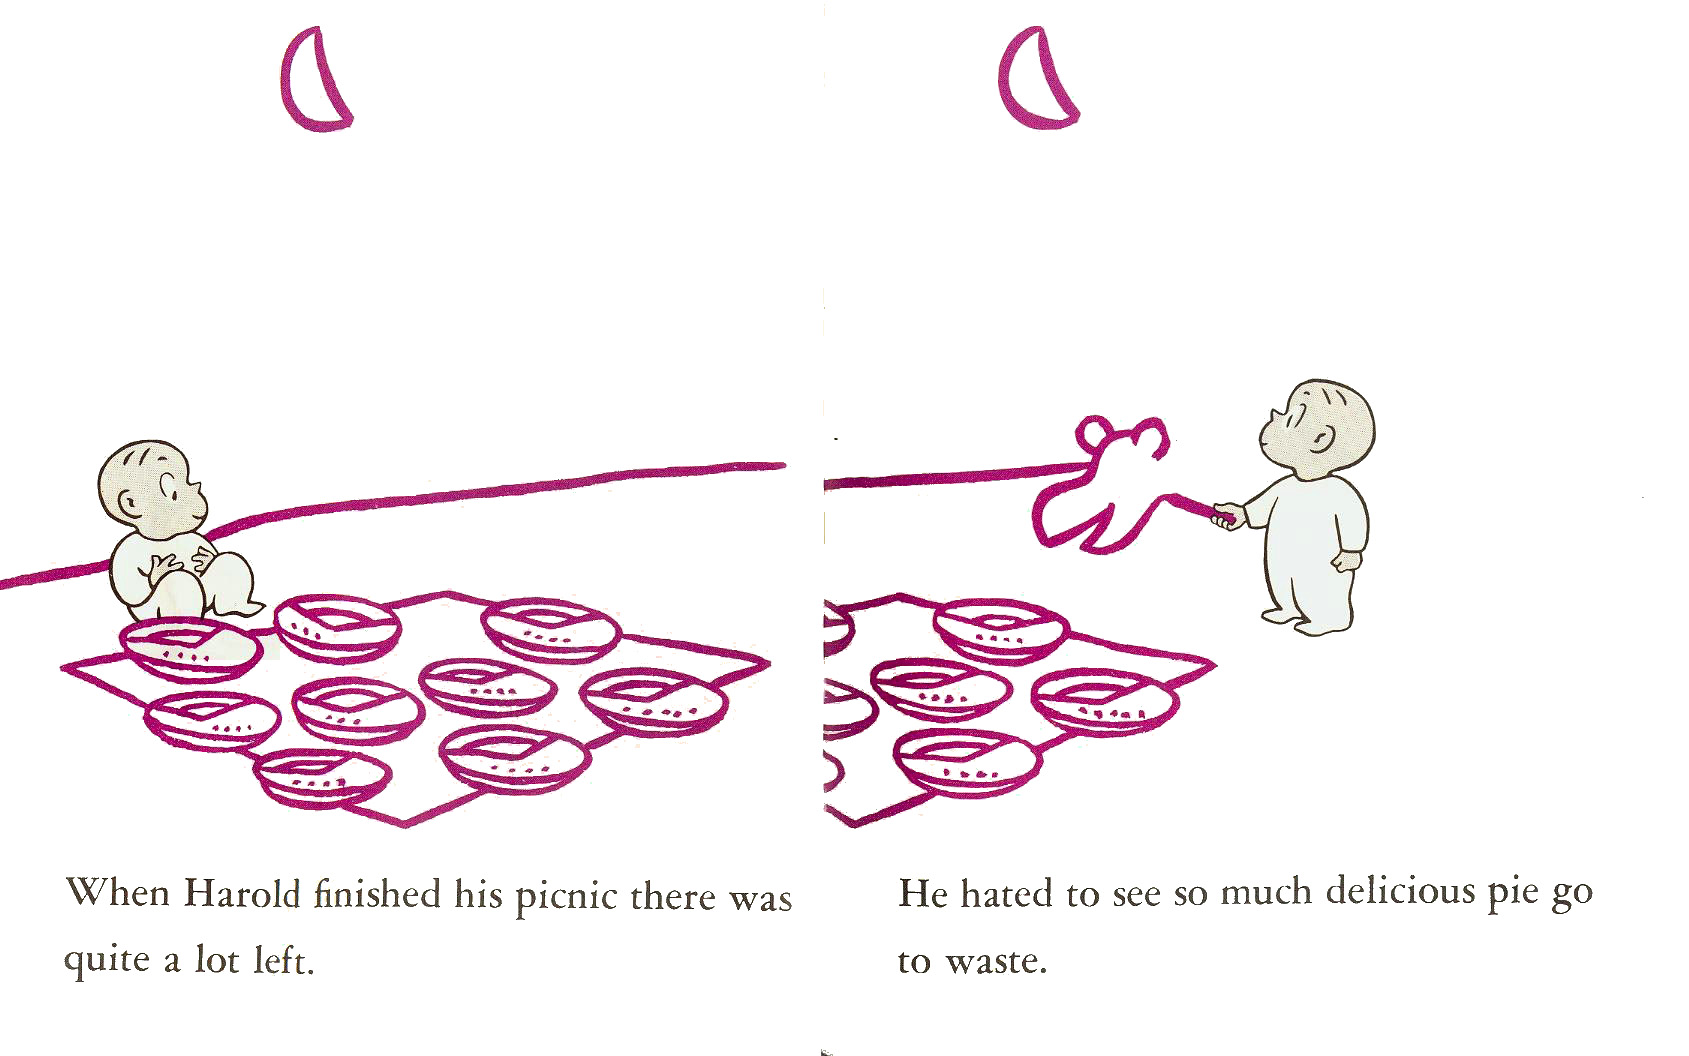 When Harold finished his picnic there was
quite a lot left.
He hated to see so much delicious pie go
to waste.